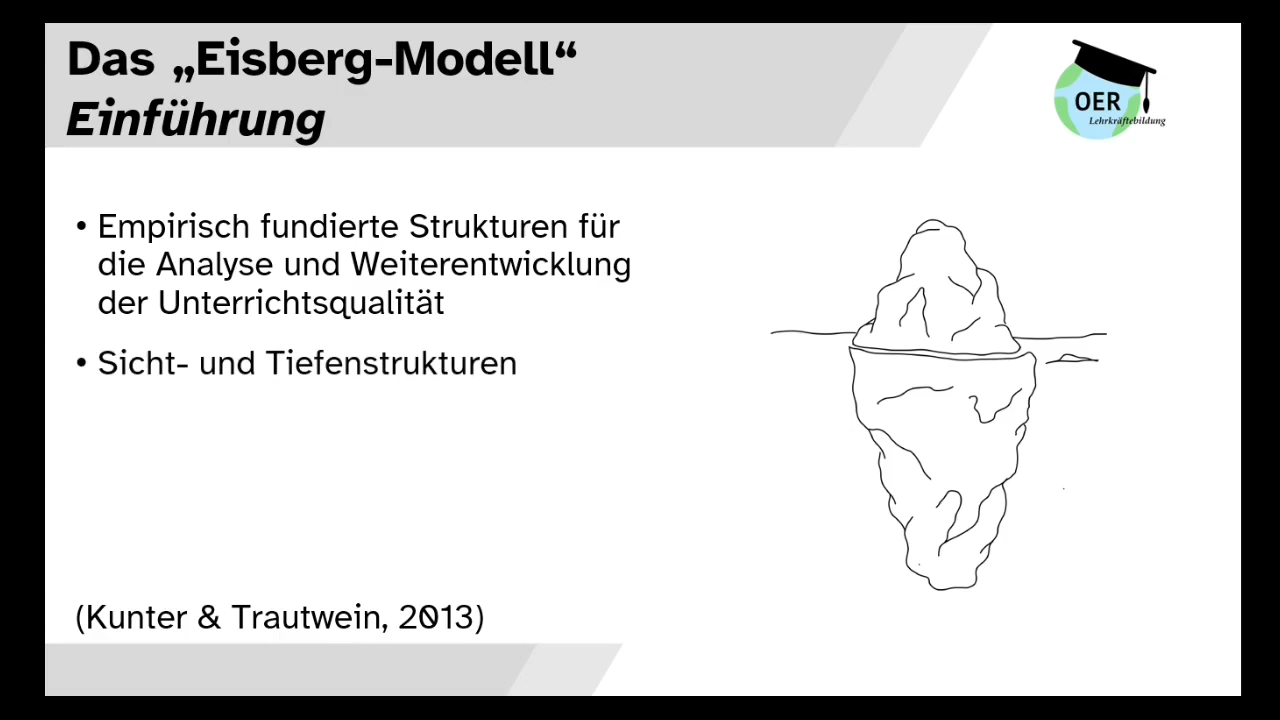 Das „Eisberg-Modell“
Einführung
OER
Lehrkräftebildung
• Empirisch fundierte Strukturen für
die Analyse und Weiterentwicklung
der Unterrichtsqualität
• Sicht- und Tiefenstrukturen
(Kunter & Trautwein, 2013)